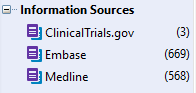 Information Sources
ClinicalTrials.gov (3)
Embase (669)
Medline (568)